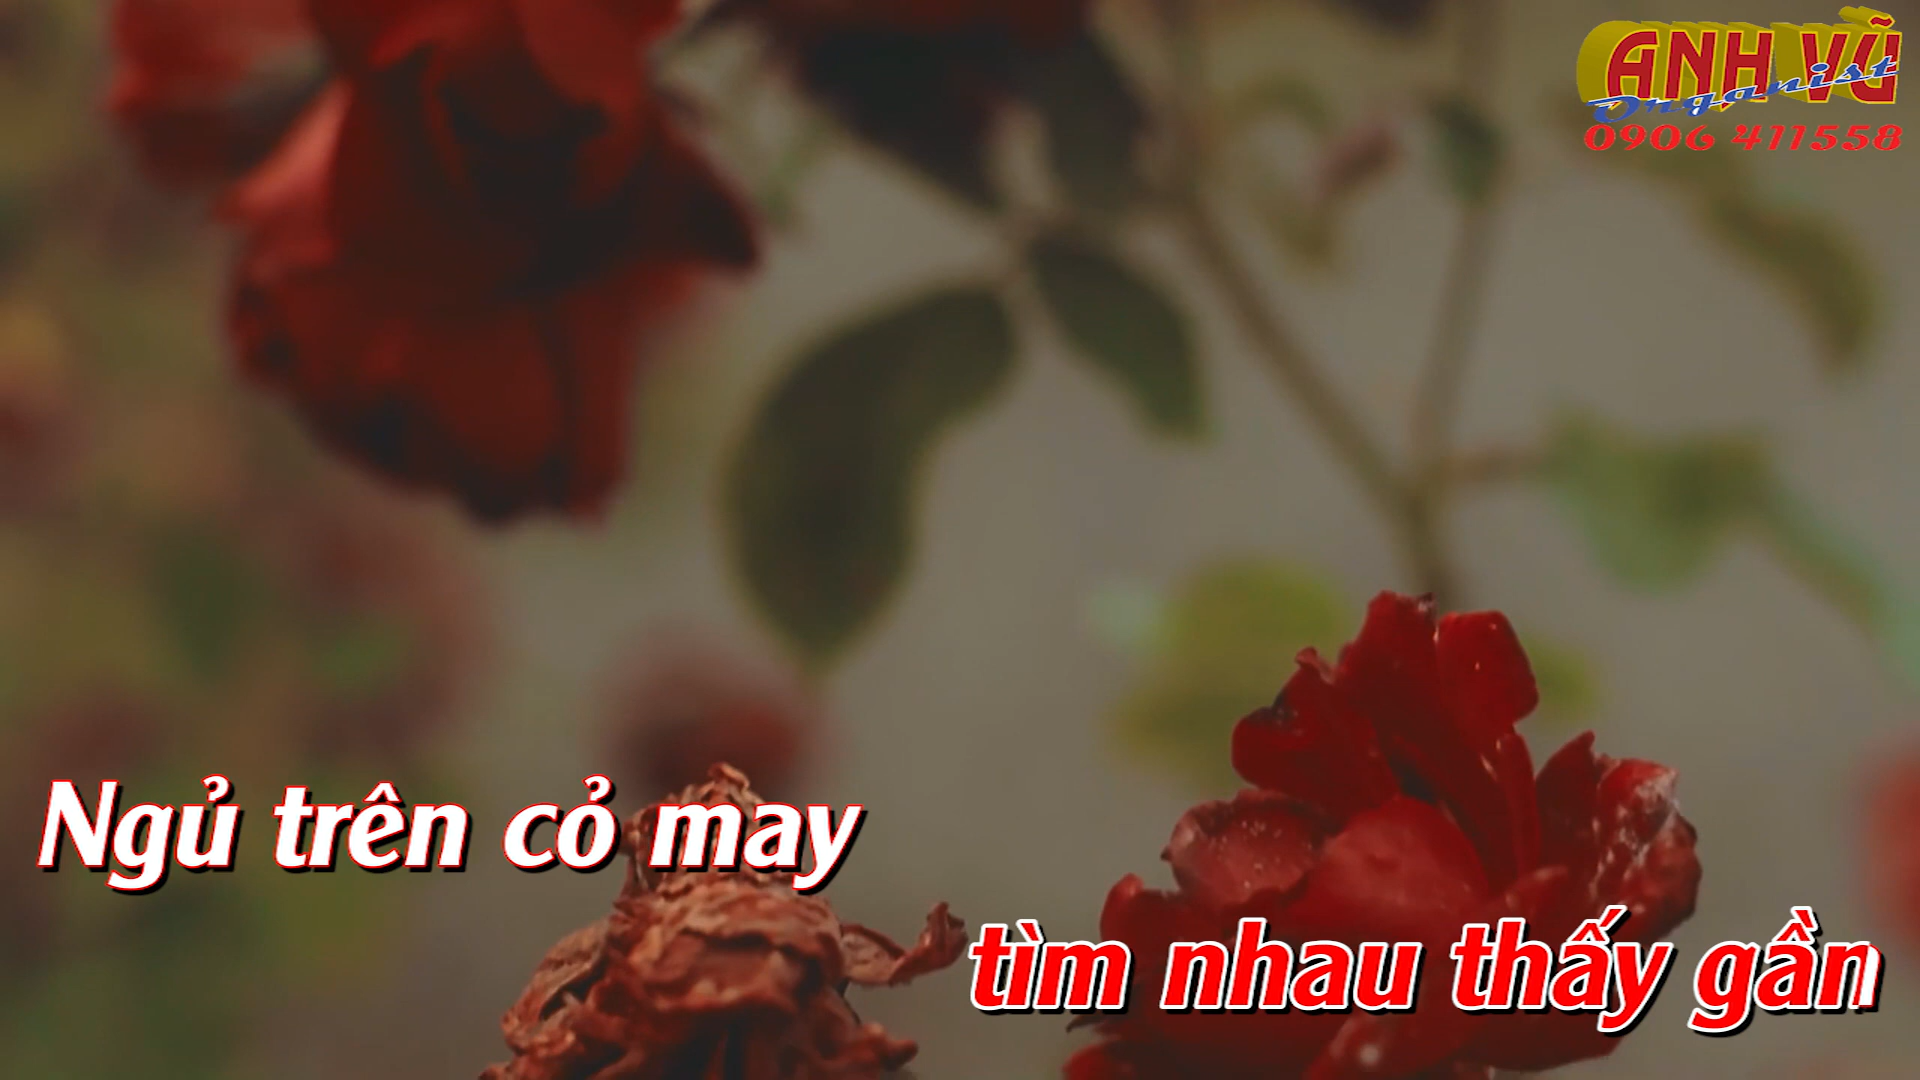 ANH VŨ
Organist
0906 411558
Ngủ trên cỏ may
tìm nhau thấy gần